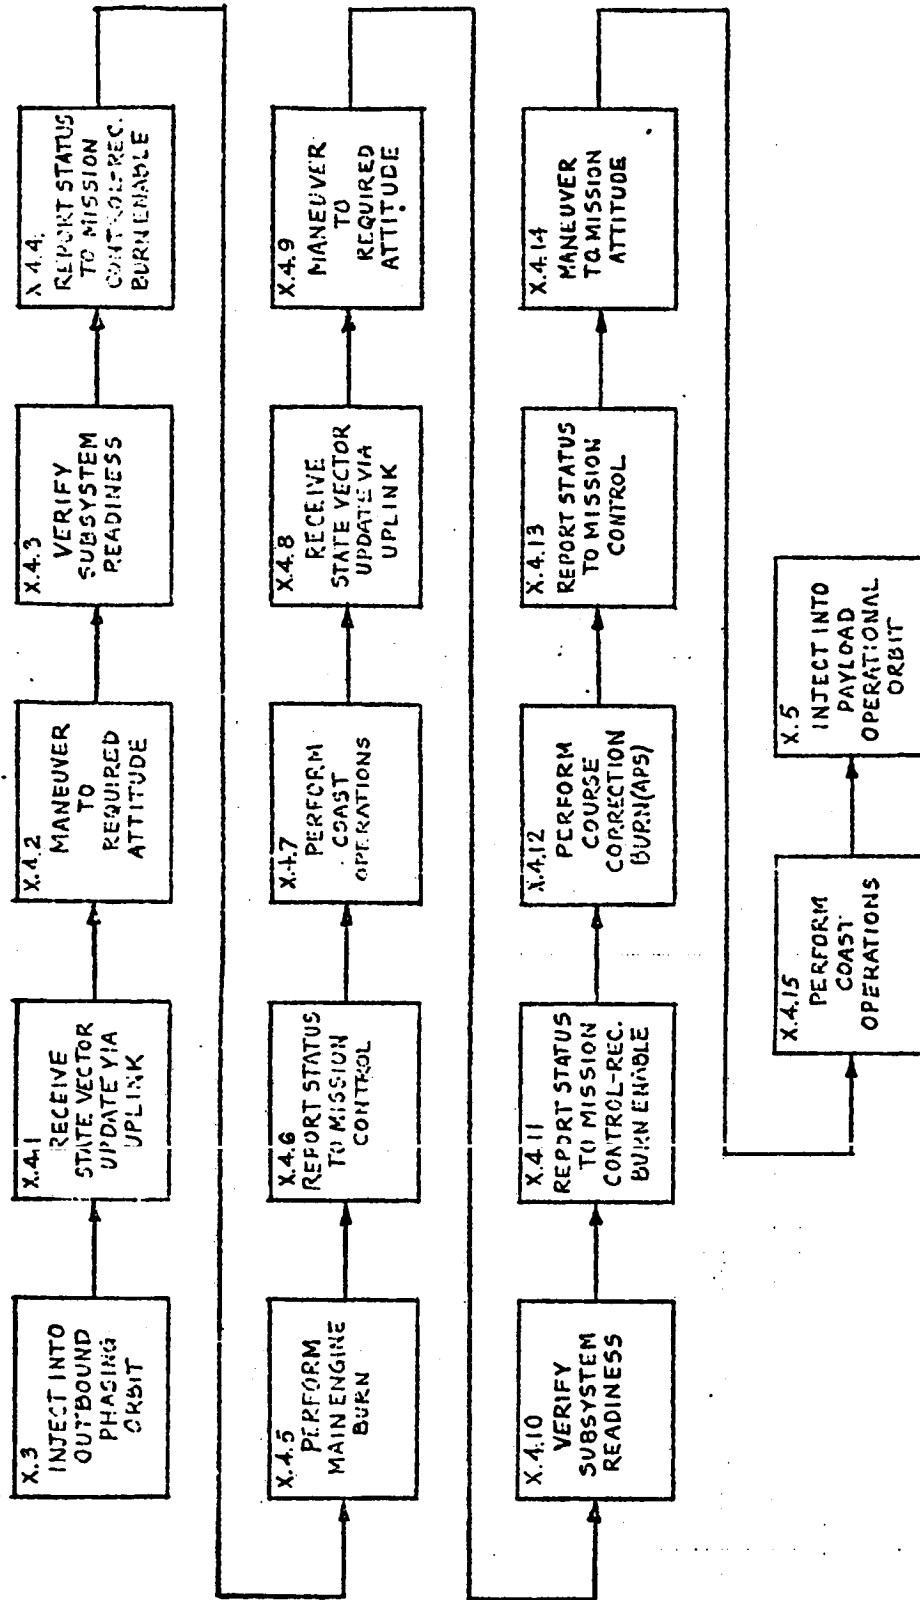 X.3
INJECT INTO
OUTBOUND
PHASING
ORBIT
X.4.1
RECEIVE
STATE VECTOR
UPDATE VIA
UPLINK
X.4.2
MANEUVER
TO
REQUIRED
ATTITUDE
X.4.3
VERIFY
SUBSYSTEM
READINESS
X.4.4
REPORT STATUS
TO MISSION
CONTROL-REC.
BURN ENABLE
X.4.5
PERFORM
MAIN ENGINE
BURN
X.4.6
REPORT STATUS
TO MISSION
CONTROL
X.4.7
PERFORM
COAST
OPERATIONS
X.4.8
RECEIVE
STATE VECTOR
UPDATE VIA
UPLINK
X.4.9
MANEUVER
TO
REQUIRED
ATTITUDE
X.4.10
VERIFY
SUBSYSTEM
READINESS
X.4.11
REPORT STATUS
TO MISSION
CONTROL-REC.
BURN ENABLE
X.4.12
PERFORM
COURSE
CORRECTION
BURN(APS)
X.4.13
REPORT STATUS
TO MISSION
CONTROL
X.4.14
MANEUVER
TO MISSION
ATTITUDE
X.4.15
PERFORM
COAST
OPERATIONS
X.5
INJECT INTO
PAYLOAD
OPERATIONAL
ORBIT